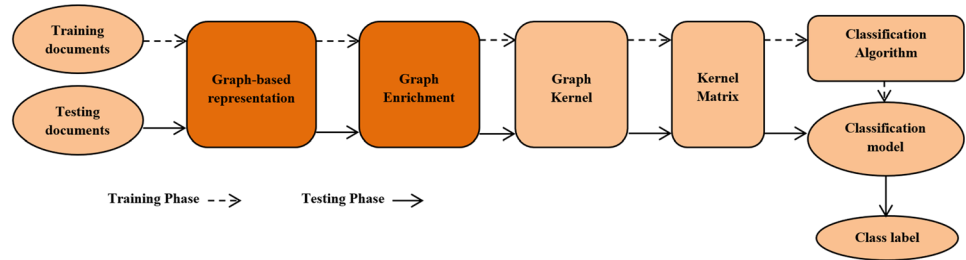 Training
documents
Testing
documents
Graph-based
representation
Graph
Enrichment
Graph
Kernel
Kernel
Matrix
Classification
Algorithm
Classification
model
Class label
Training Phase
Testing Phase